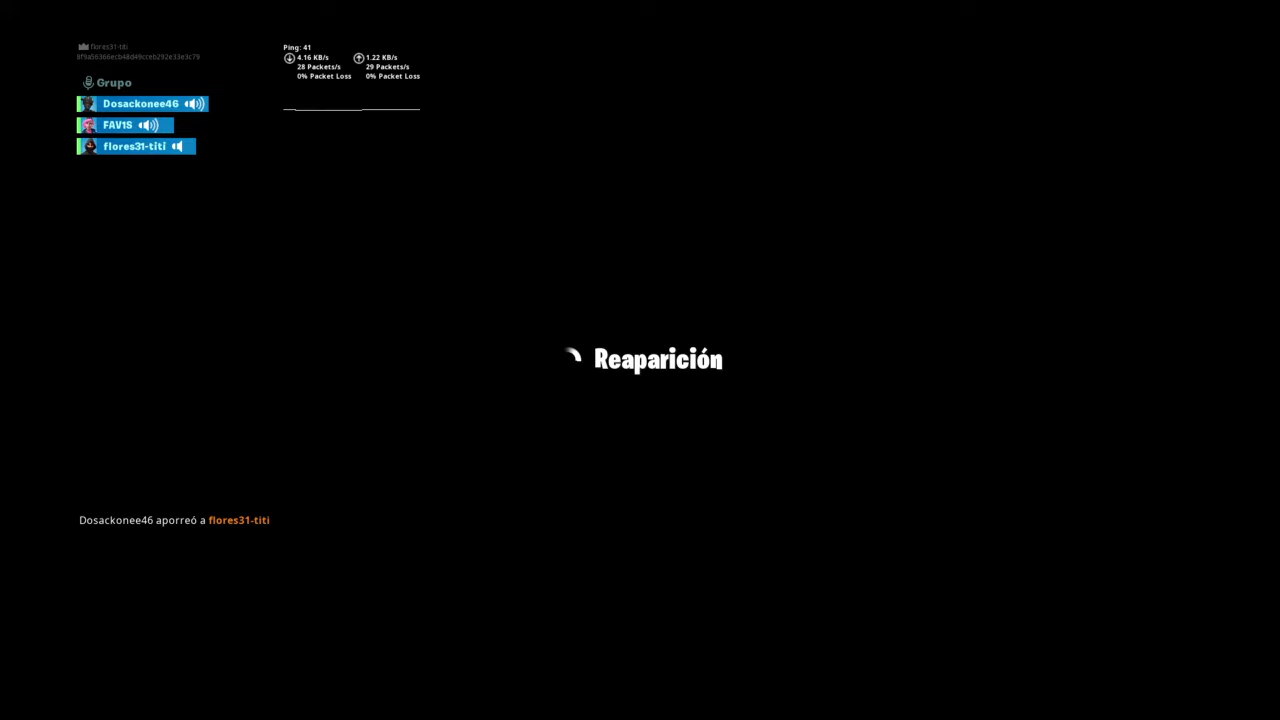 flores31-titi
Ping: 41
4.16 KB/s
1.22 KB/s
28 Packets/s
29 Packets/s
0% Packet Loss
0% Packet Loss
Grupo
Dosackonee46
FAV1S
flores31-titi
Reaparición
Dosackonee46 aporreó a flores31-titi